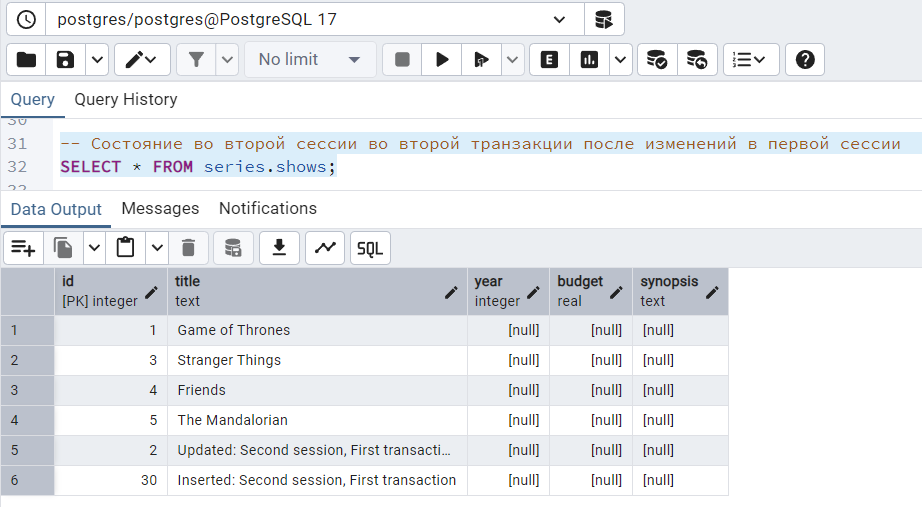 postgres/postgres@PostgreSQL 17
No limit
E
Query Query History
30
31 -- Состояние во второй сессии во второй транзакции после изменений в первой сессии
32 SELECT * FROM series.shows;
33
Data Output Messages Notifications
SQL
id title year budget synopsis
[PK] integer text integer real text
1 1 Game of Thrones [null] [null] [null]
2 3 Stranger Things [null] [null] [null]
3 4 Friends [null] [null] [null]
4 5 The Mandalorian [null] [null] [null]
5 2 Updated: Second session, First transacti... [null] [null] [null]
6 30 Inserted: Second session, First transaction [null] [null] [null]